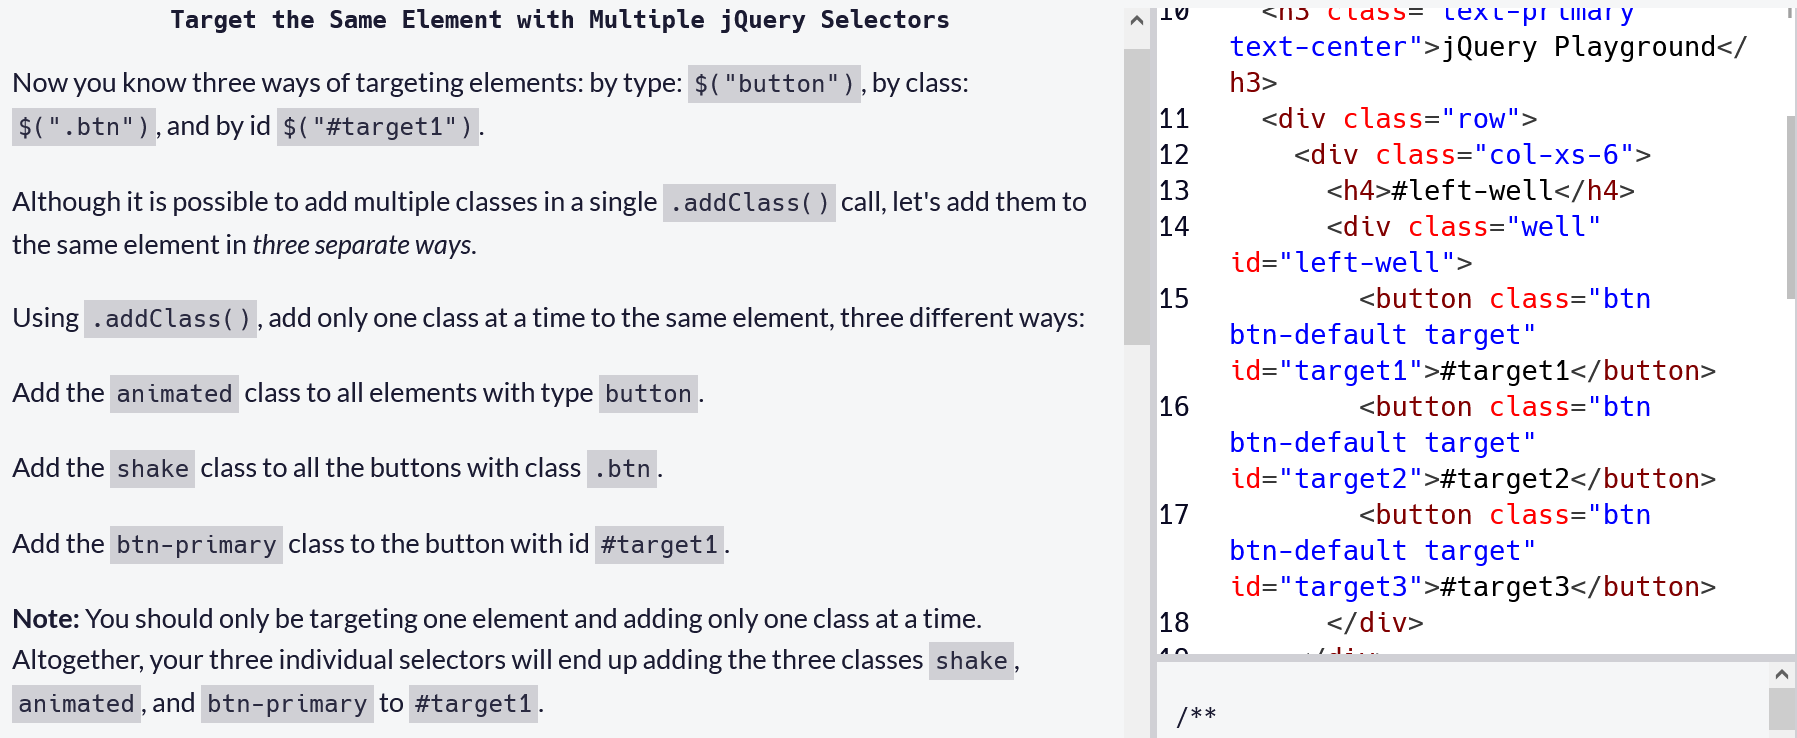 Target the Same Element with Multiple jQuery Selectors
Now you know three ways of targeting elements: by type: $("button"), by class:
$(".btn"), and by id $("#target1").
Although it is possible to add multiple classes in a single .addClass() call, let's add them to
the same element in three separate ways.
Using .addClass(), add only one class at a time to the same element, three different ways:
Add the animated class to all elements with type button.
Add the shake class to all the buttons with class .btn.
Add the btn-primary class to the button with id #target1.
Note: You should only be targeting one element and adding only one class at a time.
Altogether, your three individual selectors will end up adding the three classes shake,
animated, and btn-primary to #target1.
10 <h3 class="text-primary
text-center">jQuery Playground</
h3>
11 <div class="row">
12 <div class="col-xs-6">
13 <h4>#left-well</h4>
14 <div class="well"
id="left-well">
15 <button class="btn
btn-default target"
id="target1">#target1</button>
16 <button class="btn
btn-default target"
id="target2">#target2</button>
17 <button class="btn
btn-default target"
id="target3">#target3</button>
18 </div>
19 </div>
/**